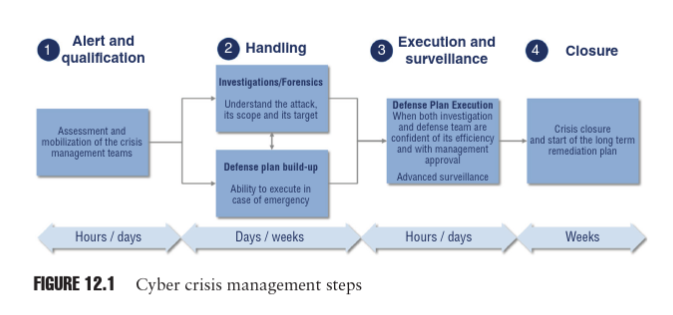 1 Alert and
qualification
2 Handling
3 Execution and
surveillance
4 Closure
Assessment and
mobilization of the crisis
management teams
Investigations/Forensics
Understand the attack,
its scope and its target
Defense plan build-up
Ability to execute in
case of emergency
Defense Plan Execution
When both investigation
and defense team are
confident of its efficiency
and with management
approval
Advanced surveillance
Crisis closure
and start of the long term
remediation plan
Hours / days
Days / weeks
Hours / days
Weeks
FIGURE 12.1 Cyber crisis management steps